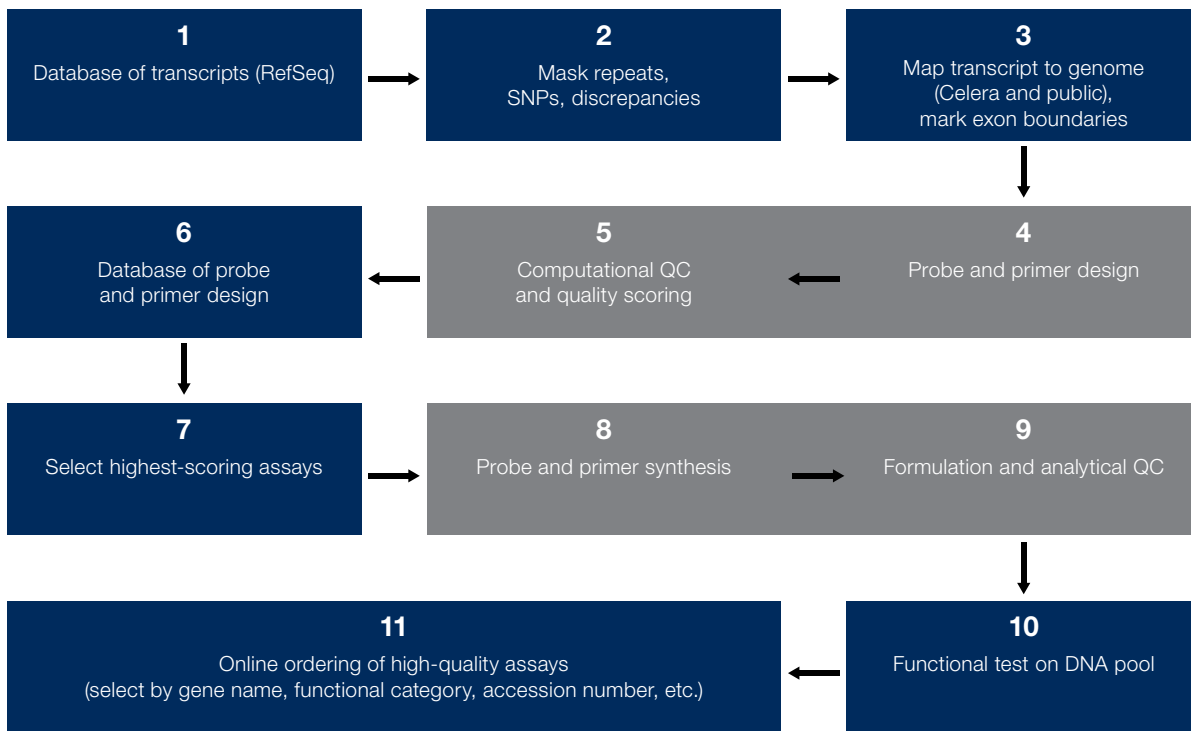 1
Database of transcripts (RefSeq)
2
Mask repeats,
SNPs, discrepancies
3
Map transcript to genome
(Celera and public),
mark exon boundaries
4
Probe and primer design
5
Computational QC
and quality scoring
6
Database of probe
and primer design
7
Select highest-scoring assays
8
Probe and primer synthesis
9
Formulation and analytical QC
10
Functional test on DNA pool
11
Online ordering of high-quality assays
(select by gene name, functional category, accession number, etc.)